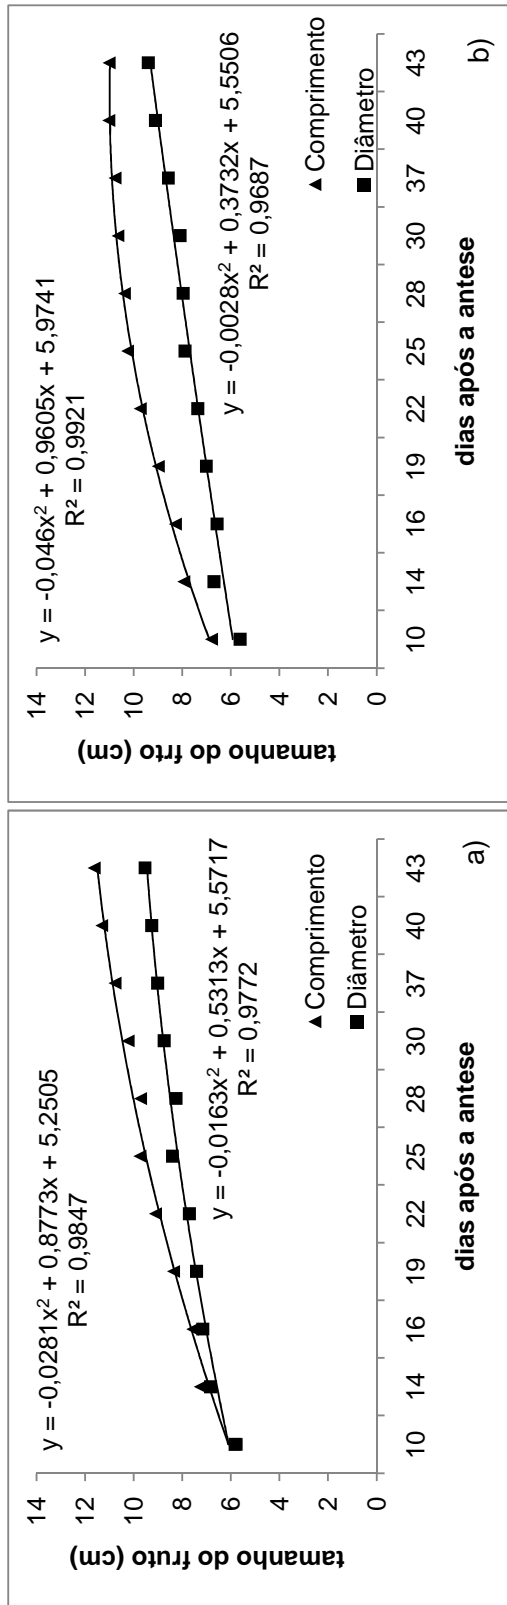 y = -0,0281x² + 0,8773x + 5,2505
R² = 0,9847
y = -0,0163x² + 0,5313x + 5,5717
R² = 0,9772
14
12
10
8
6
4
2
0
tamanho do fruto (cm)
10 14 16 19 22 25 28 30 37 40 43
dias após a antese
Comprimento
Diâmetro
a)
y = -0,046x² + 0,9605x + 5,9741
R² = 0,9921
y = -0,0028x² + 0,3732x + 5,5506
R² = 0,9687
14
12
10
8
6
4
2
0
tamanho do frto (cm)
10 14 16 19 22 25 28 30 37 40 43
dias após a antese
Comprimento
Diâmetro
b)